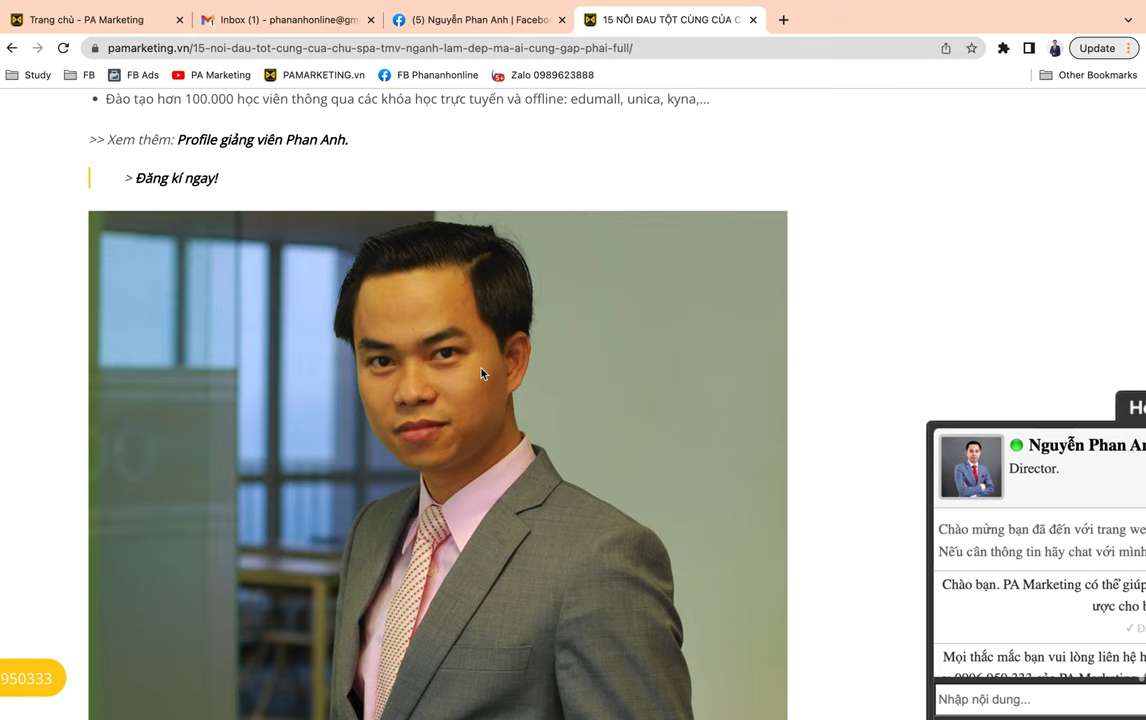 Trang chủ - PA Marketing
Inbox (1) - phananhonline@gm
(5) Nguyễn Phan Anh | Facebo
15 NỖI ĐAU TỘT CÙNG CỦA C
pamarketing.vn/15-noi-dau-tot-cung-cua-chu-spa-tmv-nganh-lam-dep-ma-ai-cung-gap-phai-full/
Update
Study
FB
FB Ads
PA Marketing
PAMARKETING.vn
FB Phananhonline
Zalo 0989623888
Other Bookmarks
• Đào tạo hơn 100.000 học viên thông qua các khóa học trực tuyến và offline: edumall, unica, kyna,...
>> Xem thêm: Profile giảng viên Phan Anh.
> Đăng kí ngay!
Nguyễn Phan An
Director.
Chào mừng bạn đã đến với trang we
Nếu cần thông tin hãy chat với mình
Chào bạn. PA Marketing có thể giúp
ược cho b
Mọi thắc mắc bạn vui lòng liên hệ h
Nhập nội dung...
950333